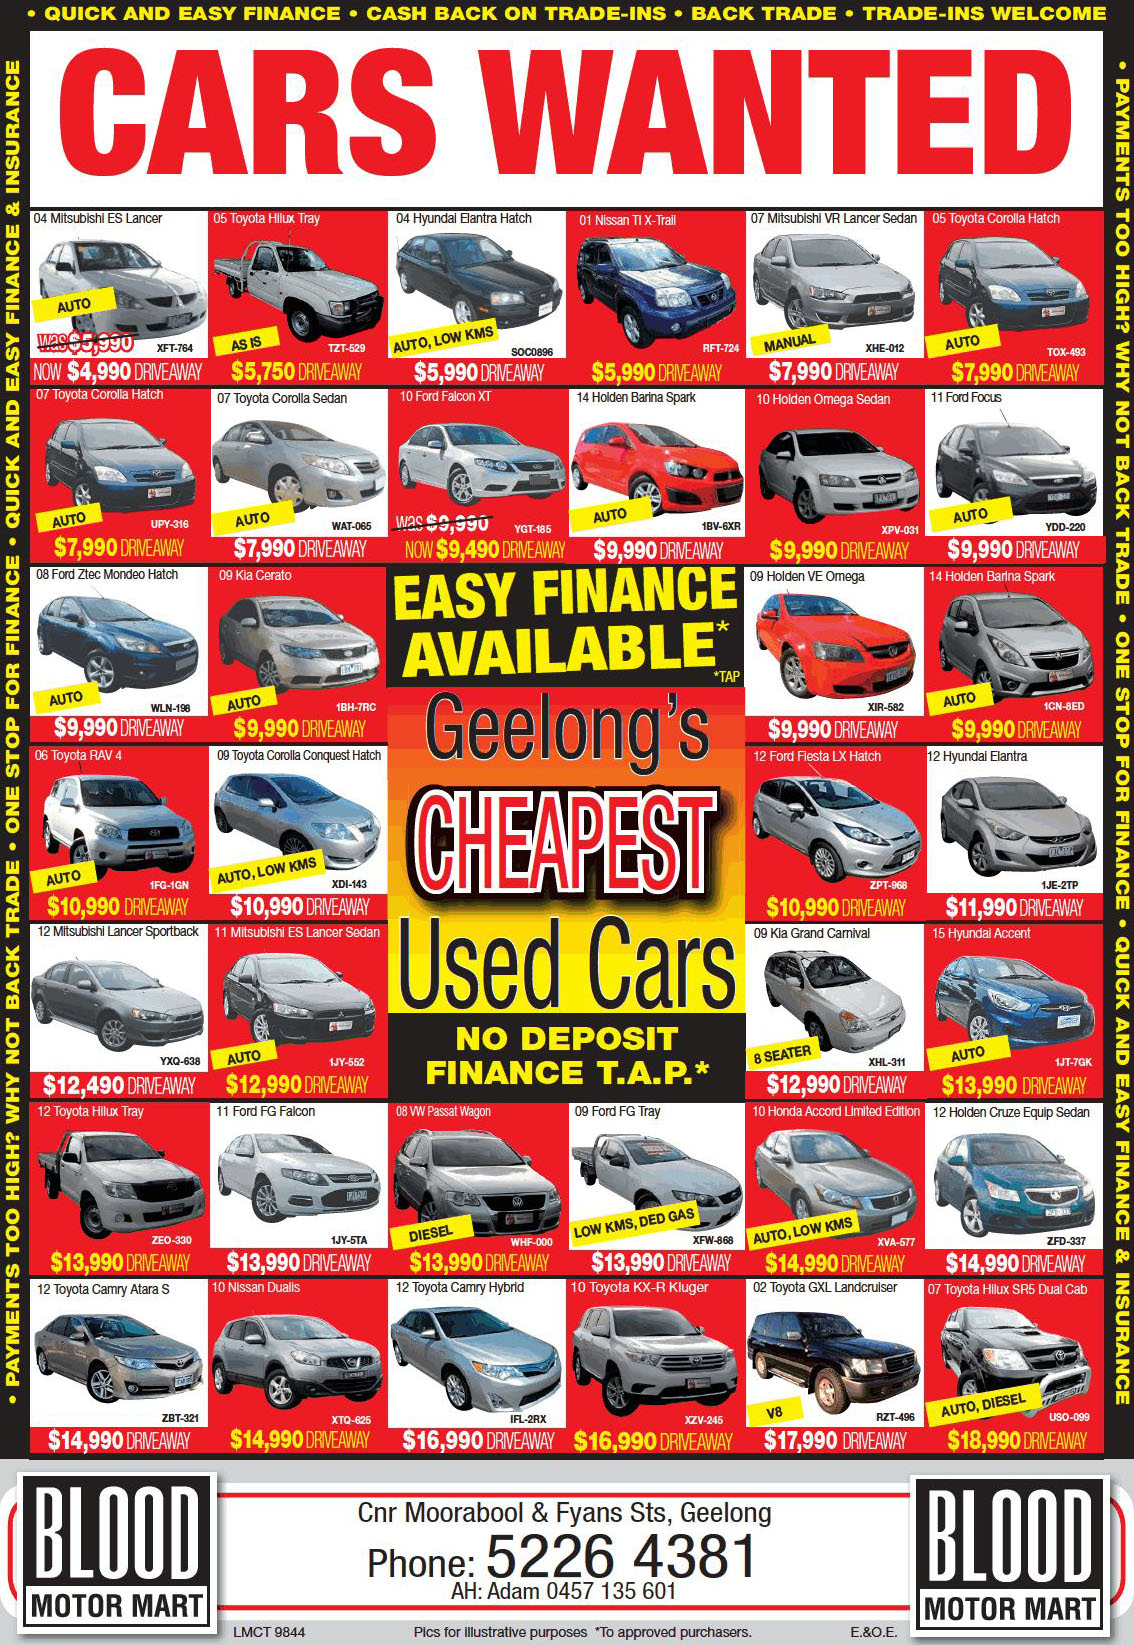 • QUICK AND EASY FINANCE • CASH BACK ON TRADE-INS • BACK TRADE • TRADE-INS WELCOME
• PAYMENTS TOO HIGH? WHY NOT BACK TRADE • ONE STOP FOR FINANCE • QUICK AND EASY FINANCE & INSURANCE
• PAYMENTS TOO HIGH? WHY NOT BACK TRADE • ONE STOP FOR FINANCE • QUICK AND EASY FINANCE & INSURANCE
CARS WANTED
04 Mitsubishi ES Lancer
AUTO
was $5,990
XFT-764
NOW $4,990 DRIVEAWAY
05 Toyota Hilux Tray
AS IS
TZT-529
$5,750 DRIVEAWAY
04 Hyundai Elantra Hatch
AUTO, LOW KMS
SOC0896
$5,990 DRIVEAWAY
01 Nissan TI X-Trail
RFT-724
$5,990 DRIVEAWAY
07 Mitsubishi VR Lancer Sedan
MANUAL
XHE-012
$7,990 DRIVEAWAY
05 Toyota Corolla Hatch
AUTO
TOX-493
$7,990 DRIVEAWAY
07 Toyota Corolla Hatch
AUTO
UPY-316
$7,990 DRIVEAWAY
07 Toyota Corolla Sedan
AUTO
WAT-065
$7,990 DRIVEAWAY
10 Ford Falcon XT
was $9,990
YGT-185
NOW $9,490 DRIVEAWAY
14 Holden Barina Spark
AUTO
1BV-6XR
$9,990 DRIVEAWAY
10 Holden Omega Sedan
XPV-031
$9,990 DRIVEAWAY
11 Ford Focus
AUTO
YDD-220
$9,990 DRIVEAWAY
08 Ford Ztec Mondeo Hatch
AUTO
WLN-198
$9,990 DRIVEAWAY
09 Kia Cerato
AUTO
1BH-7RC
$9,990 DRIVEAWAY
EASY FINANCE
AVAILABLE*
*TAP
Geelong's
CHEAPEST
Used Cars
NO DEPOSIT
FINANCE T.A.P.*
09 Holden VE Omega
XIR-582
$9,990 DRIVEAWAY
14 Holden Barina Spark
AUTO
1CN-8ED
$9,990 DRIVEAWAY
06 Toyota RAV 4
AUTO
1FG-1GN
$10,990 DRIVEAWAY
09 Toyota Corolla Conquest Hatch
AUTO, LOW KMS
XDI-143
$10,990 DRIVEAWAY
12 Ford Fiesta LX Hatch
ZPT-968
$10,990 DRIVEAWAY
12 Hyundai Elantra
1JE-2TP
$11,990 DRIVEAWAY
12 Mitsubishi Lancer Sportback
YXQ-638
$12,490 DRIVEAWAY
11 Mitsubishi ES Lancer Sedan
AUTO
1JY-552
$12,990 DRIVEAWAY
09 Kia Grand Carnival
8 SEATER
XHL-311
$12,990 DRIVEAWAY
15 Hyundai Accent
AUTO
1JT-7GK
$13,990 DRIVEAWAY
12 Toyota Hilux Tray
ZEO-330
$13,990 DRIVEAWAY
11 Ford FG Falcon
1JY-5TA
$13,990 DRIVEAWAY
08 VW Passat Wagon
DIESEL
WHF-000
$13,990 DRIVEAWAY
09 Ford FG Tray
LOW KMS, DED GAS
XFW-868
$13,990 DRIVEAWAY
10 Honda Accord Limited Edition
AUTO, LOW KMS
XVA-577
$14,990 DRIVEAWAY
12 Holden Cruze Equip Sedan
ZFD-337
$14,990 DRIVEAWAY
12 Toyota Camry Atara S
ZBT-321
$14,990 DRIVEAWAY
10 Nissan Dualis
XTQ-625
$14,990 DRIVEAWAY
12 Toyota Camry Hybrid
IFL-2RX
$16,990 DRIVEAWAY
10 Toyota KX-R Kluger
XZV-245
$16,990 DRIVEAWAY
02 Toyota GXL Landcruiser
V8
RZT-496
$17,990 DRIVEAWAY
07 Toyota Hilux SR5 Dual Cab
AUTO, DIESEL
USO-099
$18,990 DRIVEAWAY
BLOOD
MOTOR MART
Cnr Moorabool & Fyans Sts, Geelong
Phone: 5226 4381
AH: Adam 0457 135 601
BLOOD
MOTOR MART
LMCT 9844
Pics for illustrative purposes *To approved purchasers.
E.&O.E.